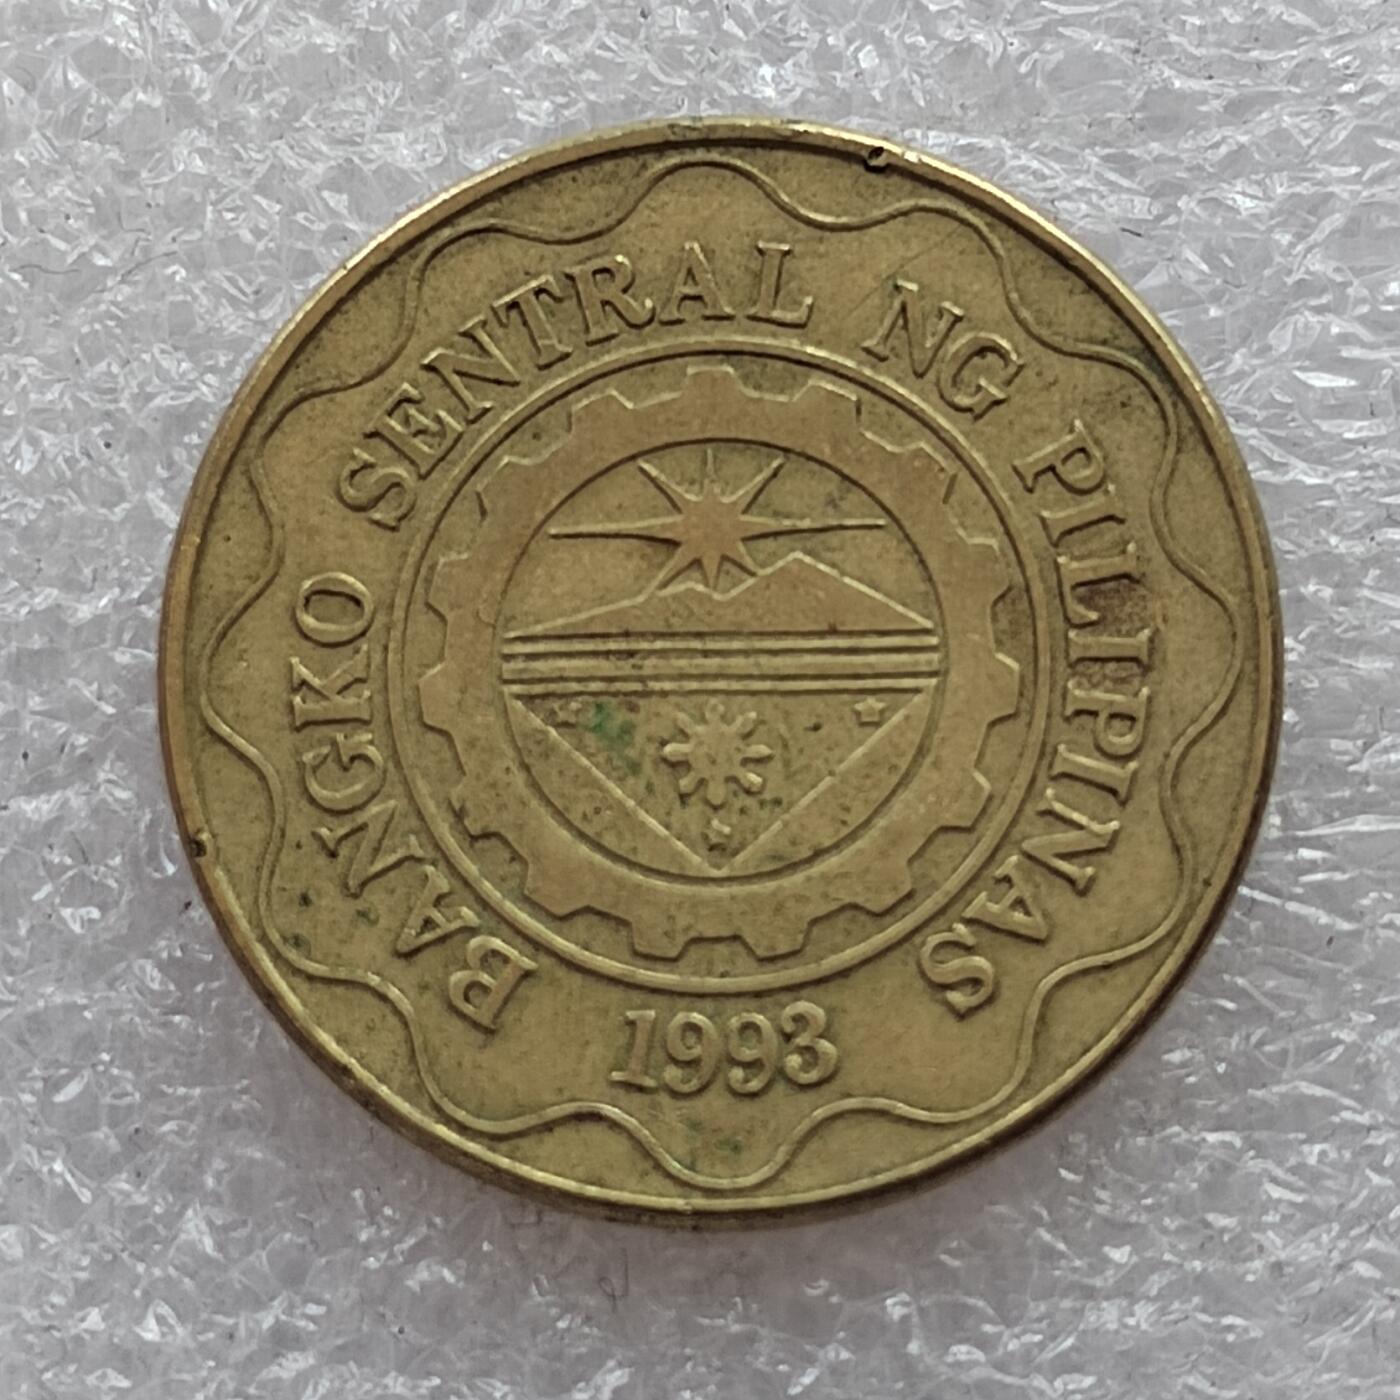 BANGKO SENTRAL NG PILIPINAS
1993